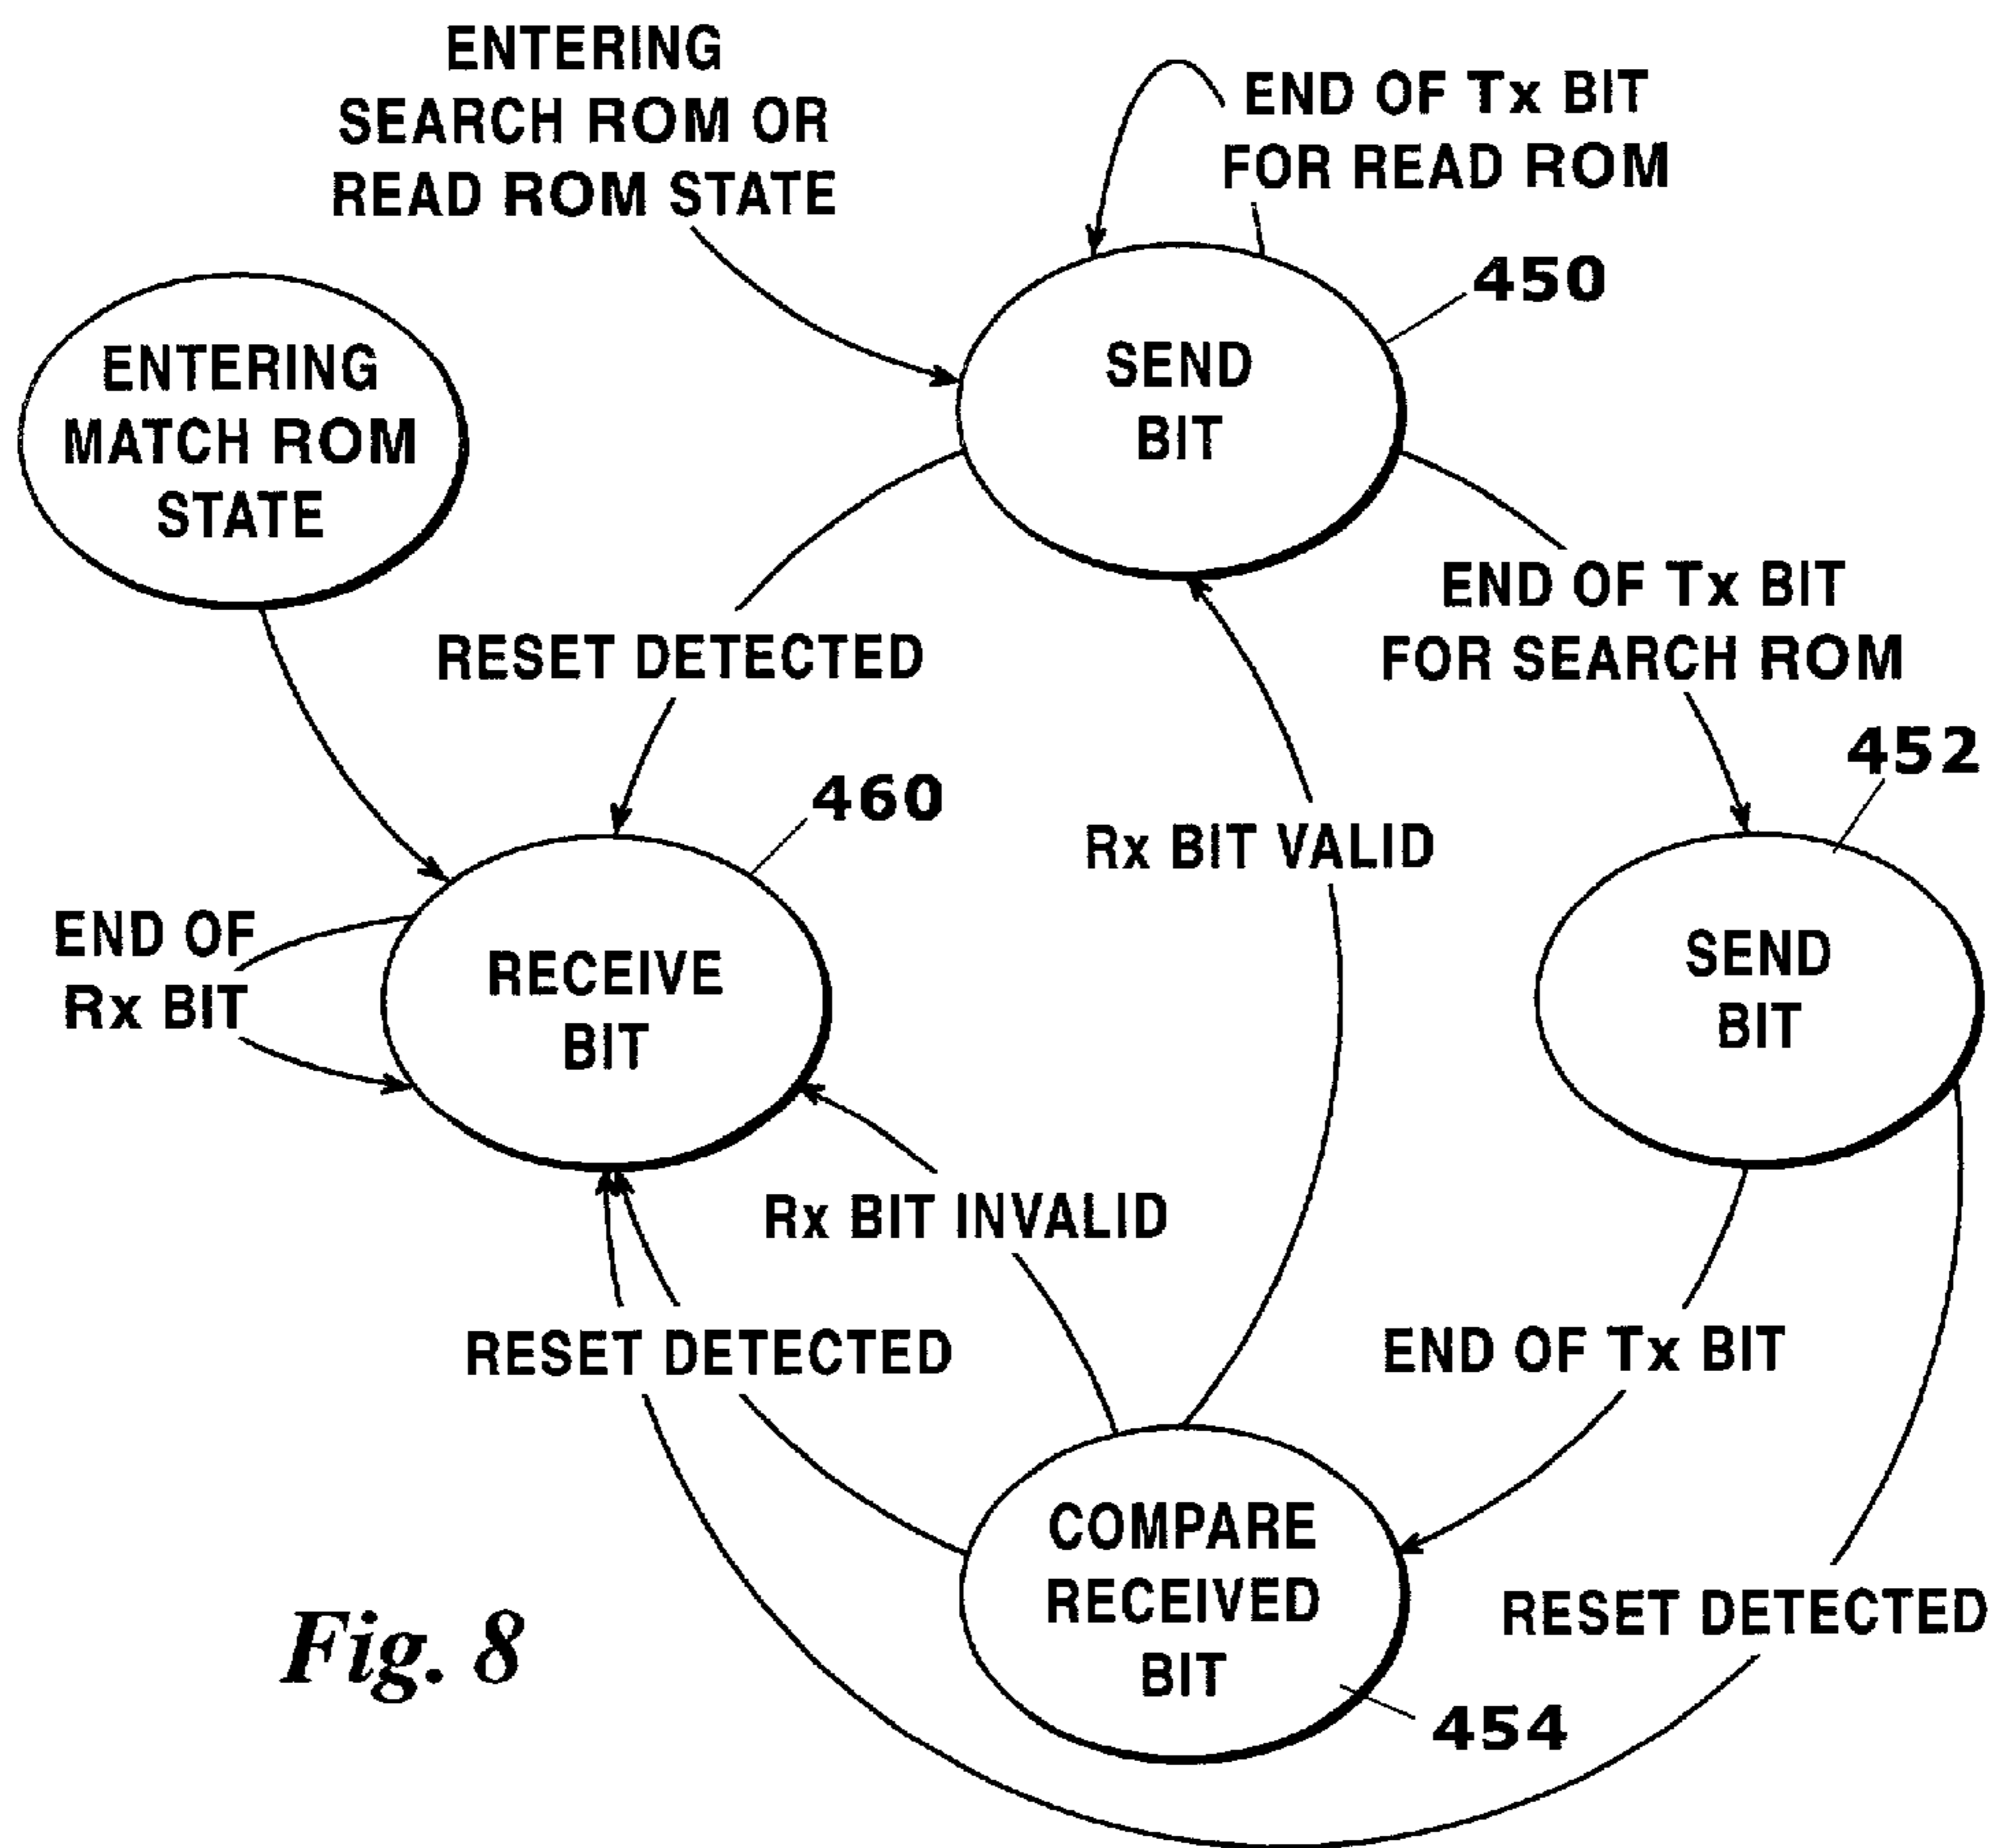 ENTERING
SEARCH ROM OR
READ ROM STATE
END OF Tx BIT
FOR READ ROM
450
ENTERING
MATCH ROM
STATE
SEND
BIT
RESET DETECTED
END OF Tx BIT
FOR SEARCH ROM
452
460
Rx BIT VALID
END OF
Rx BIT
RECEIVE
BIT
SEND
BIT
Rx BIT INVALID
RESET DETECTED
END OF Tx BIT
COMPARE
RECEIVED
BIT
RESET DETECTED
454
Fig. 8